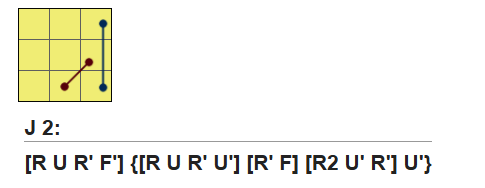 J 2:
[R U R' F'] {[R U R' U'] [R' F] [R2 U' R'] U'}